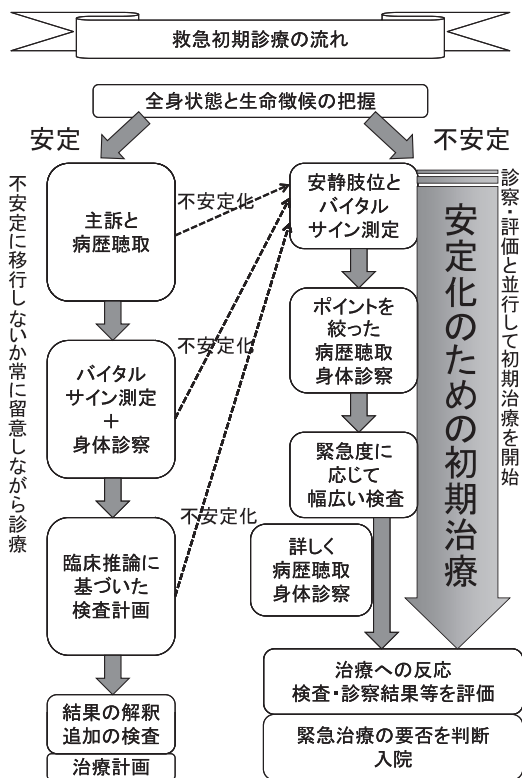 救急初期診療の流れ
全身状態と生命徴候の把握
安定
不安定
不安定に移行しないか常に留意しながら診療
主訴と
病歴聴取
不安定化
バイタル
サイン測定
＋
身体診察
不安定化
臨床推論に
基づいた
検査計画
不安定化
結果の解釈
追加の検査
治療計画
安静肢位と
バイタル
サイン測定
ポイントを
絞った
病歴聴取
身体診察
緊急度に
応じて
幅広い検査
詳しく
病歴聴取
身体診察
安定化のための初期治療
診察・評価と並行して初期治療を開始
治療への反応
検査・診察結果等を評価
緊急治療の要否を判断
入院